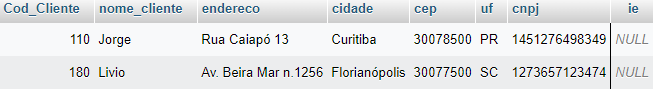 Cod_Cliente nome_cliente endereco cidade cep uf cnpj ie
110 Jorge Rua Caiapó 13 Curitiba 30078500 PR 1451276498349 NULL
180 Livio Av. Beira Mar n.1256 Florianópolis 30077500 SC 1273657123474 NULL